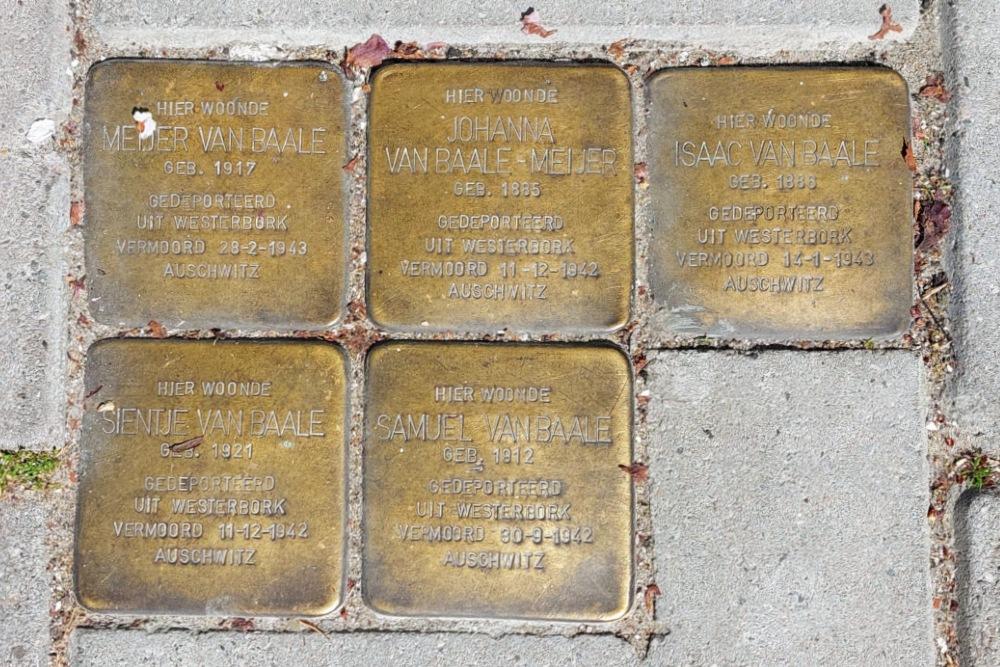 HIER WOONDE
MEIJER VAN BAALE
GEB. 1917
GEDEPORTEERD
UIT WESTERBORK
VERMOORD 28-2-1943
AUSCHWITZ
HIER WOONDE
JOHANNA
VAN BAALE-MEIJER
GEB. 1885
GEDEPORTEERD
UIT WESTERBORK
VERMOORD 11-12-1942
AUSCHWITZ
HIER WOONDE
ISAAC VAN BAALE
GEB. 1888
GEDEPORTEERD
UIT WESTERBORK
VERMOORD 14-1-1943
AUSCHWITZ
HIER WOONDE
SIENTJE VAN BAALE
GEB. 1921
GEDEPORTEERD
UIT WESTERBORK
VERMOORD 11-12-1942
AUSCHWITZ
HIER WOONDE
SAMUEL VAN BAALE
GEB. 1912
GEDEPORTEERD
UIT WESTERBORK
VERMOORD 30-9-1942
AUSCHWITZ